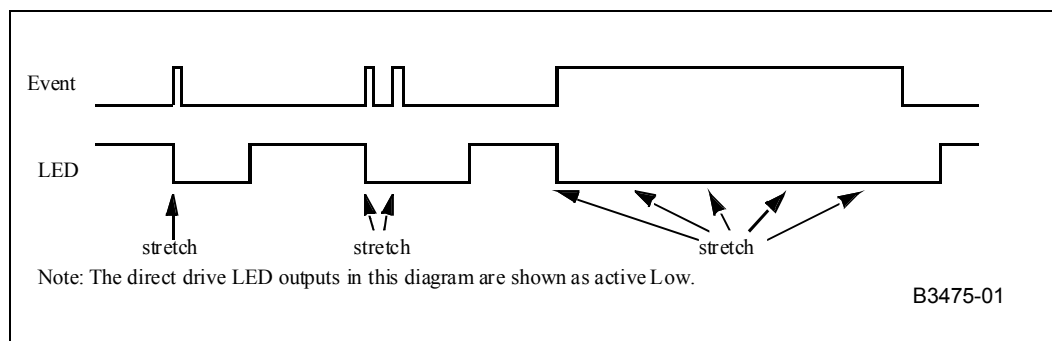 Event
LED
stretch
stretch
stretch
Note: The direct drive LED outputs in this diagram are shown as active Low.
B3475-01